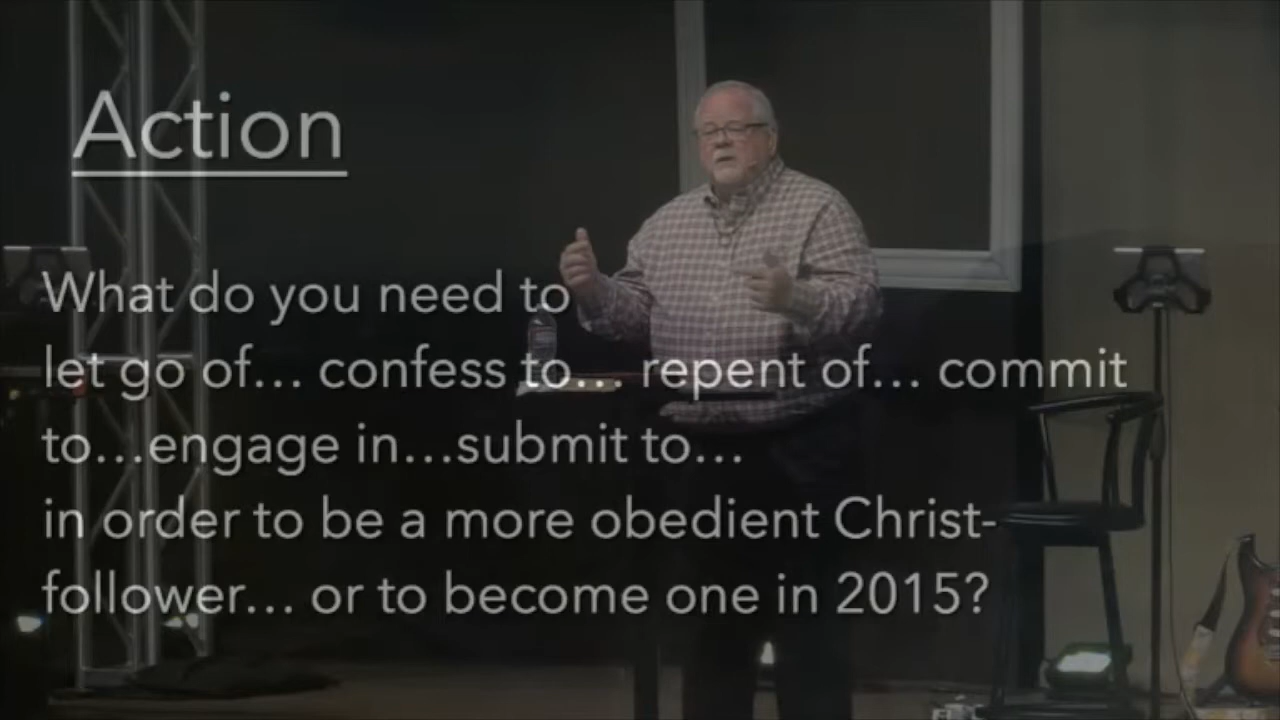 Action
What do you need to
let go of… confess to… repent of… commit
to…engage in…submit to…
in order to be a more obedient Christ-
follower… or to become one in 2015?